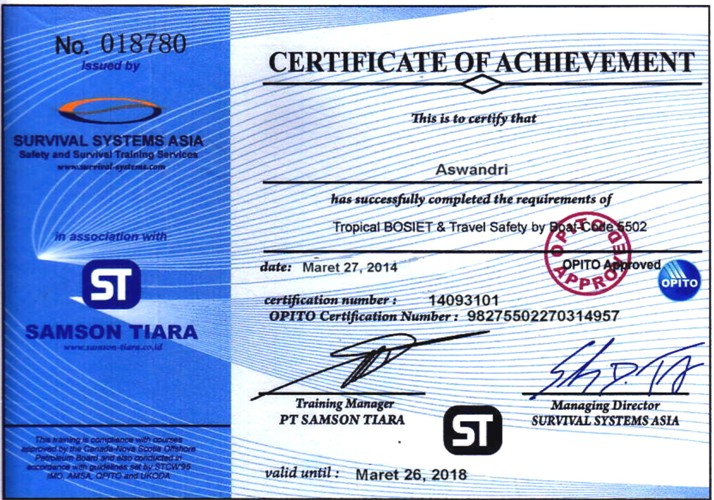 No. 018780
Issued by
SURVIVAL SYSTEMS ASIA
Safety and Survival Training Services
www.survival-systems.com
in association with
ST
SAMSON TIARA
www.samson-tiara.co.id
This training is compliance with courses
approved by the Canada-Nova Scotia Offshore
Petroleum Board and also conducted in
accordance with guidelines set by STCW'95
IMO, AMSA, OPITO and UKOOA
CERTIFICATE OF ACHIEVEMENT
This is to certify that
Aswandri
has successfully completed the requirements of
Tropical BOSIET & Travel Safety by Boat-Code 5502
OPITO
APPROVED
date: Maret 27, 2014
OPITO Approved
OPITO
certification number : 14093101
OPITO Certification Number : 98275502270314957
Training Manager
PT SAMSON TIARA
ST
Managing Director
SURVIVAL SYSTEMS ASIA
valid until : Maret 26, 2018